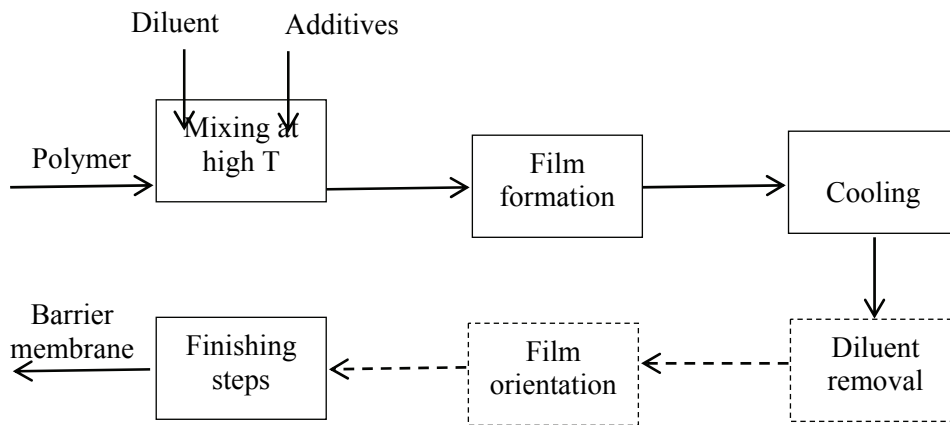 Diluent
Additives
Polymer
Mixing at
high T
Film
formation
Cooling
Barrier
membrane
Finishing
steps
Film
orientation
Diluent
removal